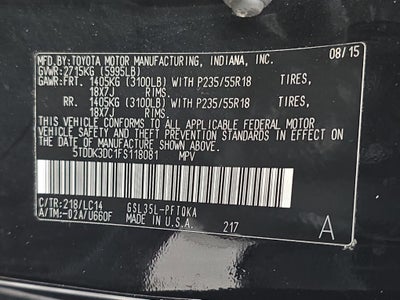 MFD.BY:TOYOTA MOTOR MANUFACTURING, INDIANA, INC. 08/15
GVWR:2715KG (5995LB)
GAWR:FRT. 1405KG (3100LB) WITH P235/55R18 TIRES,
18X7J RIMS.
RR. 1405KG (3100LB) WITH P235/55R18 TIRES,
18X7J RIMS.
THIS VEHICLE CONFORMS TO ALL APPLICABLE FEDERAL MOTOR
VEHICLE SAFETY AND THEFT PREVENTION STANDARDS IN EFFECT ON
THE DATE OF MANUFACTURE SHOWN ABOVE.
5TDDK3DC1FS118081 MPV
C/TR:218/LC14 GSL35L-PFTQKA
A/TM:-02A/U660F MADE IN U.S.A. 217 A